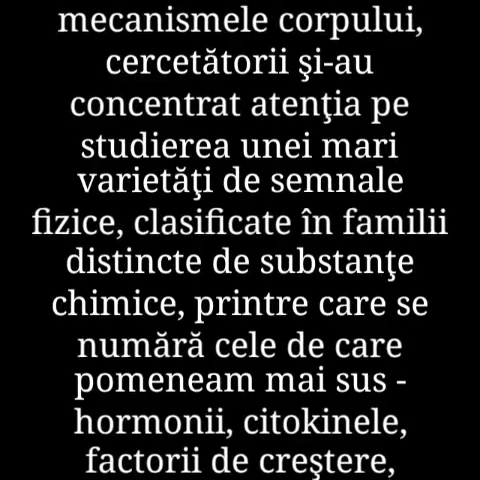 mecanismele corpului,
cercetătorii şi-au
concentrat atenţia pe
studierea unei mari
varietăţi de semnale
fizice, clasificate în familii
distincte de substanţe
chimice, printre care se
numără cele de care
pomeneam mai sus -
hormonii, citokinele,
factorii de creştere,